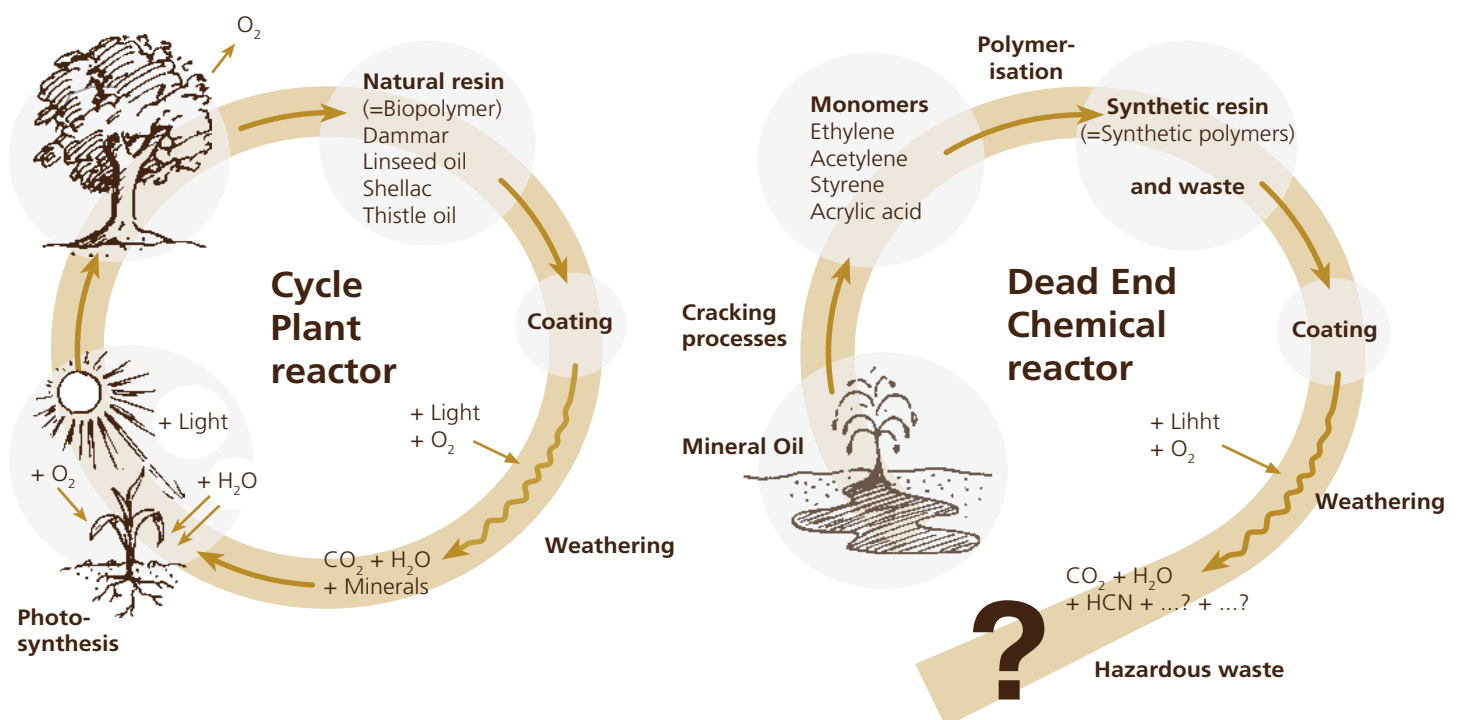 O₂
Natural resin
(=Biopolymer)
Dammar
Linseed oil
Shellac
Thistle oil
Cycle
Plant
reactor
Coating
+ Light
+ O₂
Weathering
CO₂ + H₂O
+ Minerals
+ Light
+ O₂
+ H₂O
Photo-
synthesis
Polymer-
isation
Monomers
Ethylene
Acetylene
Styrene
Acrylic acid
Synthetic resin
(=Synthetic polymers)
and waste
Dead End
Chemical
reactor
Cracking
processes
Mineral Oil
Coating
+ Lihht
+ O₂
Weathering
CO₂ + H₂O
+ HCN + ...? + ...?
?
Hazardous waste